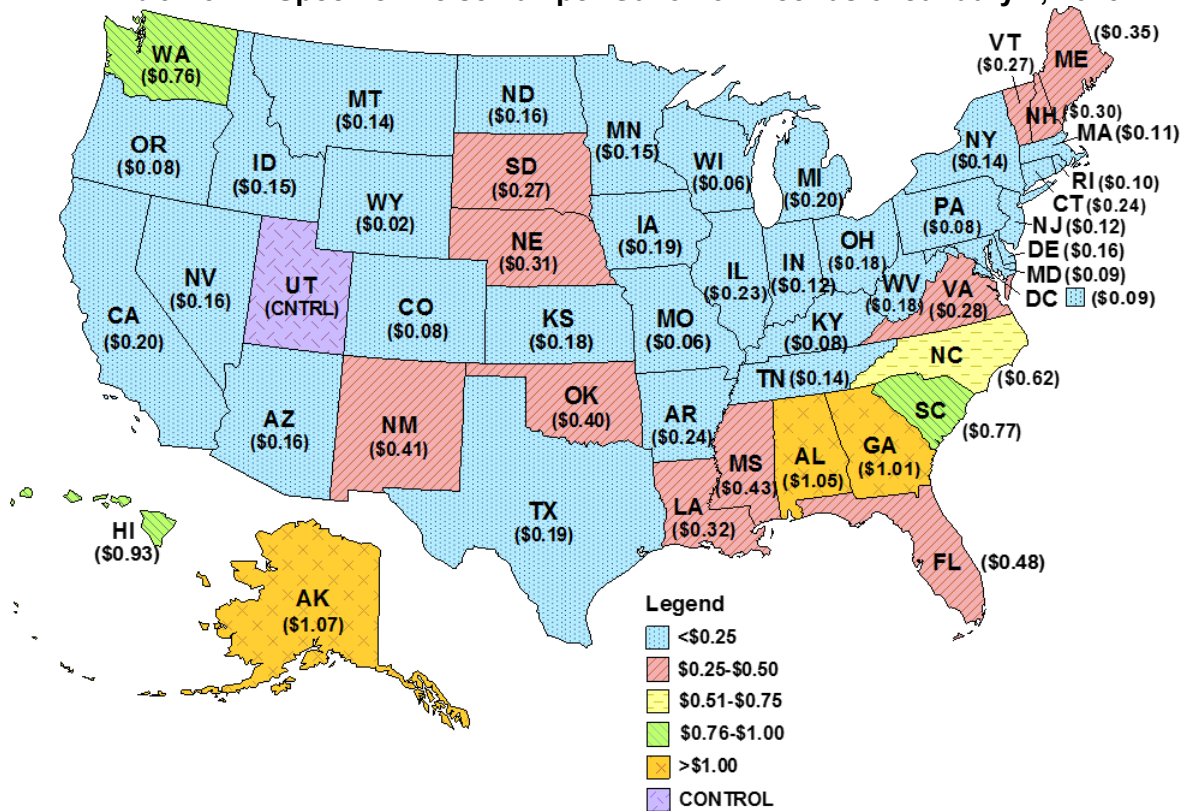 WA
($0.76)
OR
($0.08)
CA
($0.20)
NV
($0.16)
ID
($0.15)
MT
($0.14)
WY
($0.02)
UT
(CNTRL)
AZ
($0.16)
CO
($0.08)
NM
($0.41)
ND
($0.16)
SD
($0.27)
NE
($0.31)
KS
($0.18)
OK
($0.40)
TX
($0.19)
MN
($0.15)
IA
($0.19)
MO
($0.06)
AR
($0.24)
LA
($0.32)
WI
($0.06)
IL
($0.23)
MI
($0.20)
IN
($0.12)
OH
($0.18)
KY
($0.08)
TN ($0.14)
MS
($0.43)
AL
($1.05)
GA
($1.01)
FL
($0.48)
SC
($0.77)
NC
($0.62)
VA
($0.28)
WV
($0.18)
PA
($0.08)
NY
($0.14)
VT
($0.27)
NH ($0.30)
ME
($0.35)
MA ($0.11)
RI ($0.10)
CT ($0.24)
NJ ($0.12)
DE ($0.16)
MD ($0.09)
DC ($0.09)
HI
($0.93)
AK
($1.07)
Legend
<$0.25
$0.25-$0.50
$0.51-$0.75
$0.76-$1.00
>$1.00
CONTROL